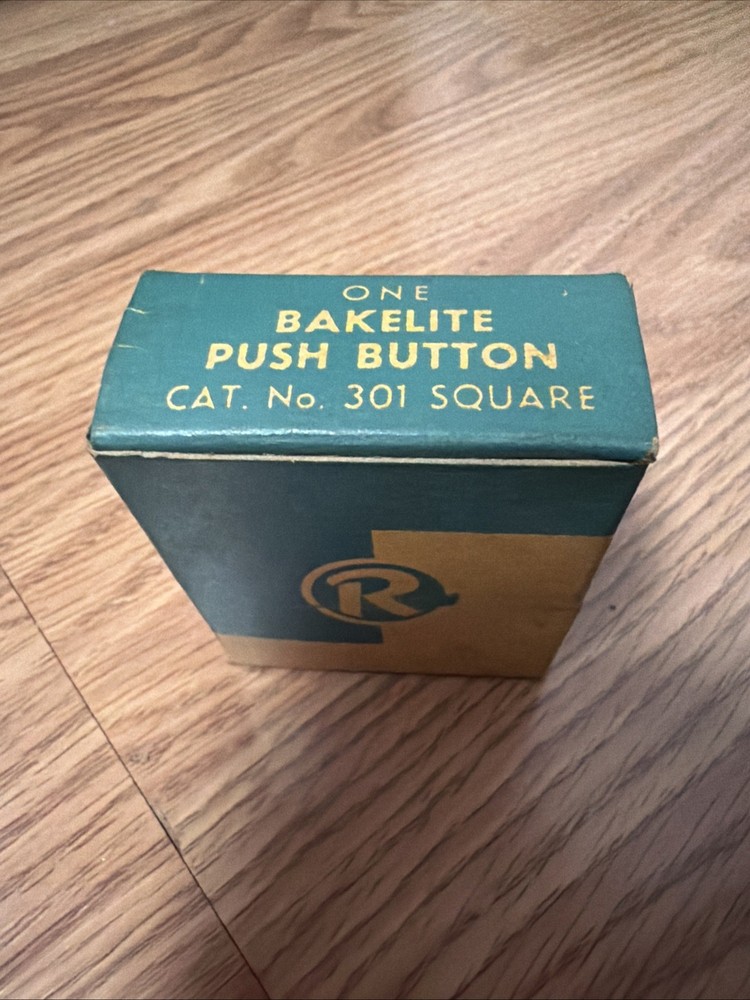 ONE
BAKELITE
PUSH BUTTON
CAT. No. 301 SQUARE
R